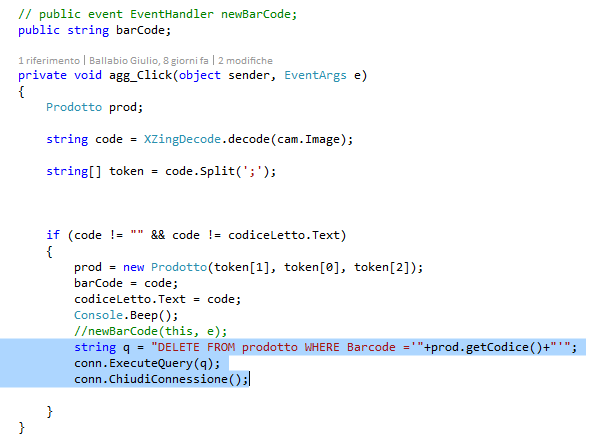 // public event EventHandler newBarCode;
public string barCode;
1 riferimento | Ballabio Giulio, 8 giorni fa | 2 modifiche
private void agg_Click(object sender, EventArgs e)
{
Prodotto prod;
string code = XZingDecode.decode(cam.Image);
string[] token = code.Split(';');
if (code != "" && code != codiceLetto.Text)
{
prod = new Prodotto(token[1], token[0], token[2]);
barCode = code;
codiceLetto.Text = code;
Console.Beep();
//newBarCode(this, e);
string q = "DELETE FROM prodotto WHERE Barcode ='"+prod.getCodice()+"'";
conn.ExecuteQuery(q);
conn.ChiudiConnessione();
}
}